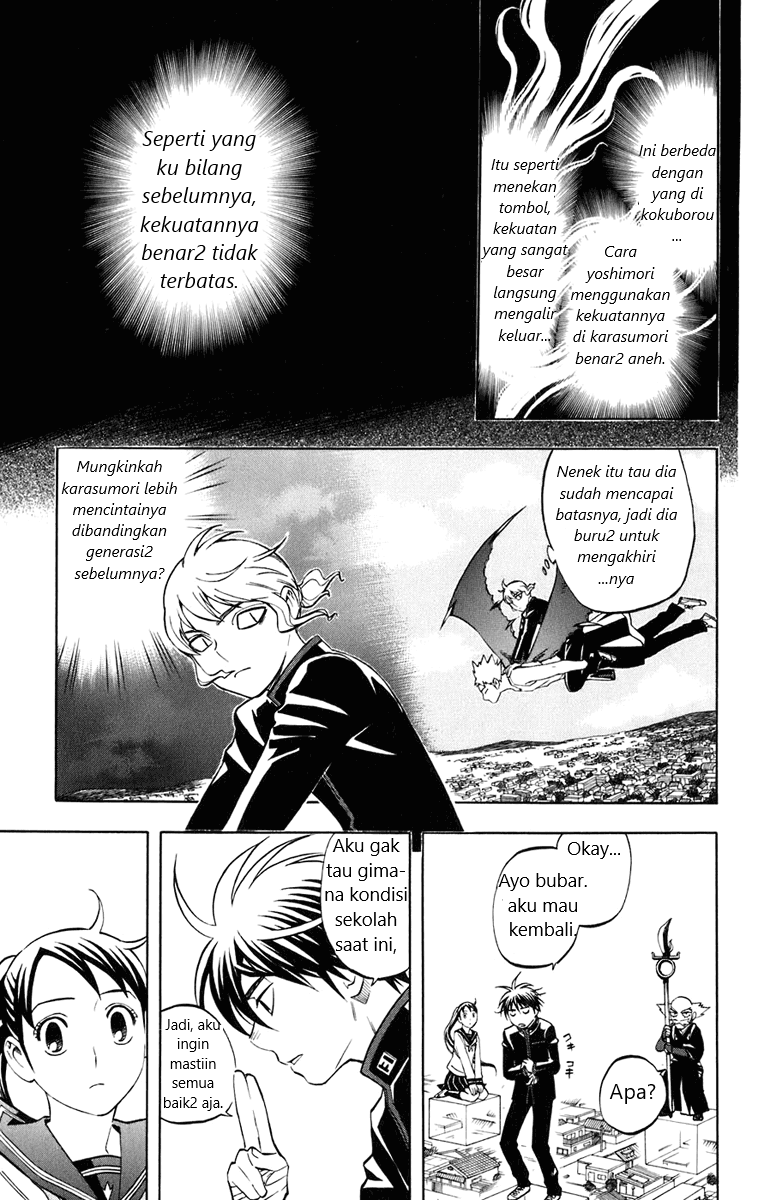 Ini berbeda
dengan
yang di
kokuborou
...
Cara
yoshimori
menggunakan
kekuatannya
di karasumori
benar2 aneh.
Itu seperti
menekan
tombol,
kekuatan
yang sangat
besar
langsung
mengalir
keluar...
Seperti yang
ku bilang
sebelumnya,
kekuatannya
benar2 tidak
terbatas.
Nenek itu tau dia
sudah mencapai
batasnya, jadi dia
buru2 untuk
mengakhiri
...nya
Mungkinkah
karasumori lebih
mencintainya
dibandingkan
generasi2
sebelumnya?
Okay...
Ayo bubar.
aku mau
kembali.
コキ
コキ
Apa?
Aku gak
tau gima-
na kondisi
sekolah
saat ini,
Jadi, aku
ingin
mastiin
semua
baik2 aja.